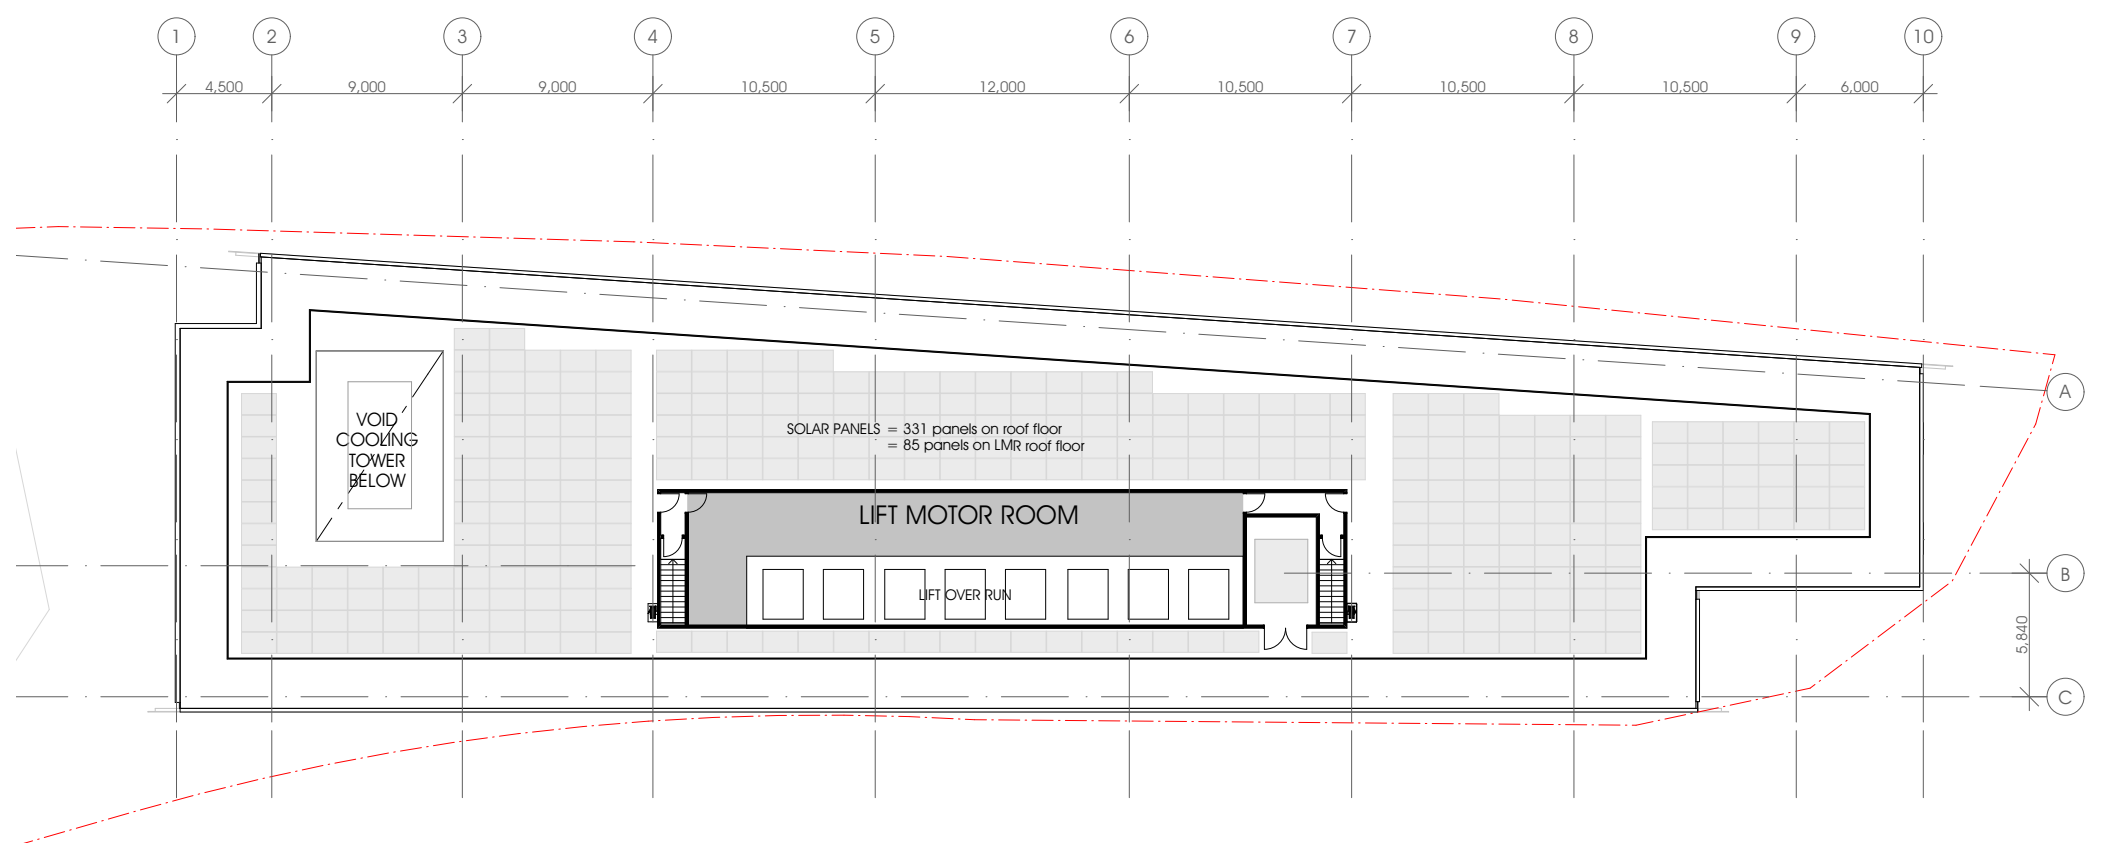 1 2 3 4 5 6 7 8 9 10
4,500 9,000 9,000 10,500 12,000 10,500 10,500 10,500 6,000
A
VOID
COOLING
TOWER
BELOW
SOLAR PANELS = 331 panels on roof floor
= 85 panels on LMR roof floor
LIFT MOTOR ROOM
B
LIFT OVER RUN
5,840
C